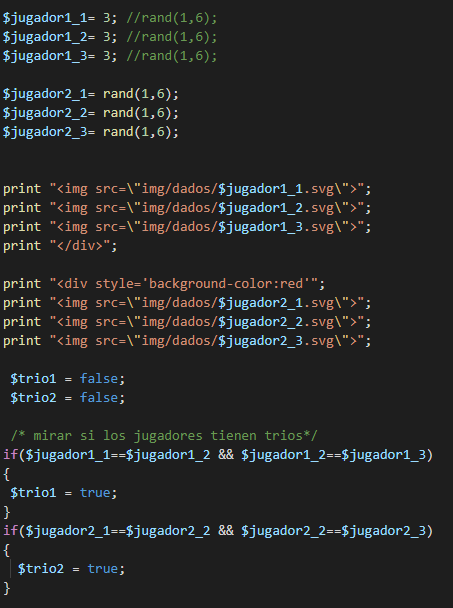 $jugador1_1= 3; //rand(1,6);
$jugador1_2= 3; //rand(1,6);
$jugador1_3= 3; //rand(1,6);
$jugador2_1= rand(1,6);
$jugador2_2= rand(1,6);
$jugador2_3= rand(1,6);
print "<img src=\"img/dados/$jugador1_1.svg\">";
print "<img src=\"img/dados/$jugador1_2.svg\">";
print "<img src=\"img/dados/$jugador1_3.svg\">";
print "</div>";
print "<div style='background-color:red'";
print "<img src=\"img/dados/$jugador2_1.svg\">";
print "<img src=\"img/dados/$jugador2_2.svg\">";
print "<img src=\"img/dados/$jugador2_3.svg\">";
$trio1 = false;
$trio2 = false;
/* mirar si los jugadores tienen trios*/
if($jugador1_1==$jugador1_2 && $jugador1_2==$jugador1_3)
{
$trio1 = true;
}
if($jugador2_1==$jugador2_2 && $jugador2_2==$jugador2_3)
{
$trio2 = true;
}